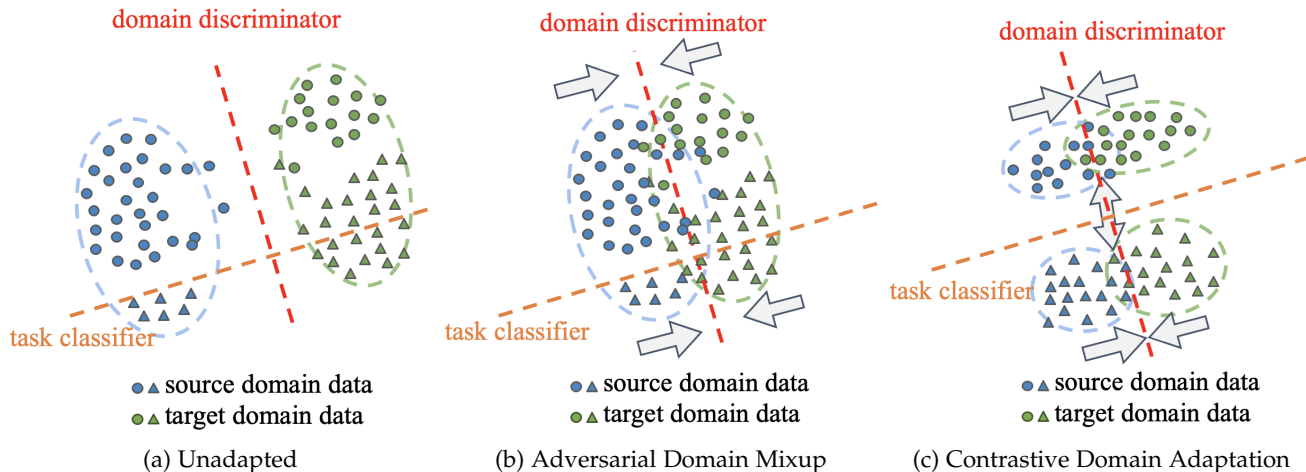 domain discriminator
task classifier
source domain data
target domain data
(a) Unadapted
domain discriminator
task classifier
source domain data
target domain data
(b) Adversarial Domain Mixup
domain discriminator
task classifier
source domain data
target domain data
(c) Contrastive Domain Adaptation